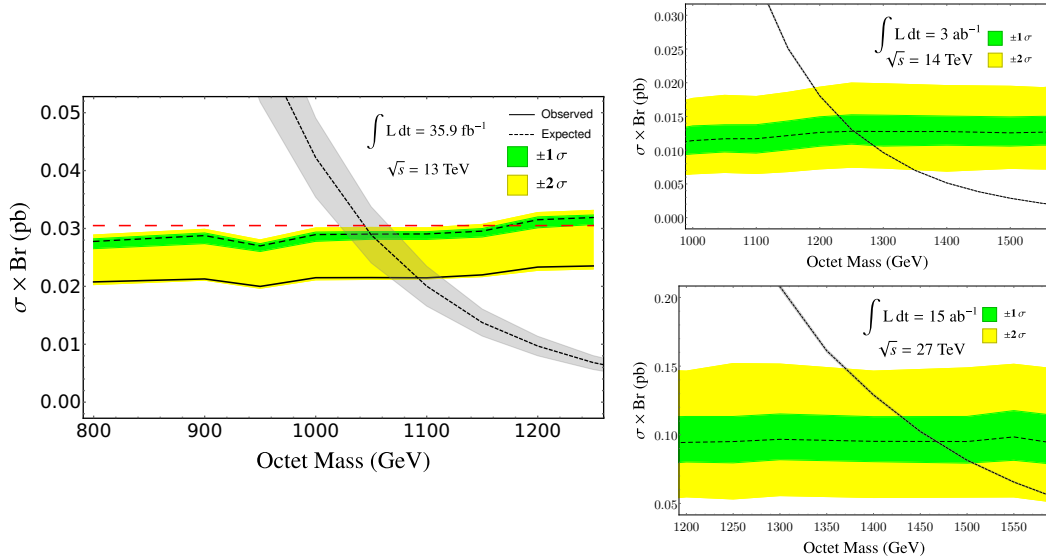 0.05
0.04
0.03
0.02
0.01
0.00
σ × Br (pb)
∫ L dt = 35.9 fb⁻¹
√s = 13 TeV
Observed
Expected
±1 σ
±2 σ
800 900 1000 1100 1200
Octet Mass (GeV)
0.030
0.025
0.020
0.015
0.010
0.005
0.000
σ × Br (pb)
∫ L dt = 3 ab⁻¹
√s = 14 TeV
±1 σ
±2 σ
1000 1100 1200 1300 1400 1500
Octet Mass (GeV)
0.20
0.15
0.10
0.05
σ × Br (pb)
∫ L dt = 15 ab⁻¹
√s = 27 TeV
±1 σ
±2 σ
1200 1250 1300 1350 1400 1450 1500 1550
Octet Mass (GeV)